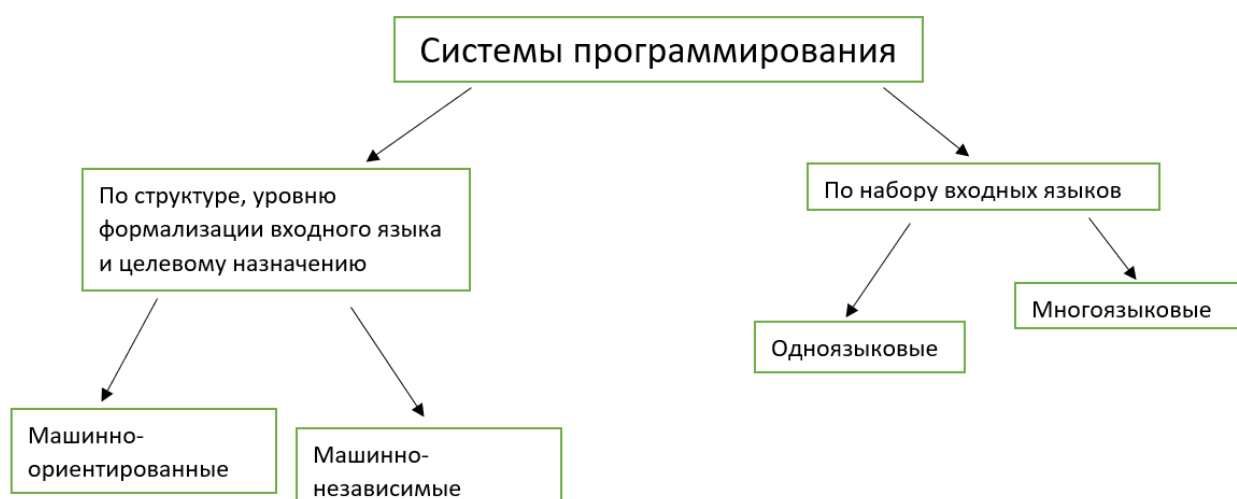 Системы программирования
По структуре, уровню
формализации входного языка
и целевому назначению
По набору входных языков
Многоязыковые
Одноязыковые
Машинно-
ориентированные
Машинно-
независимые